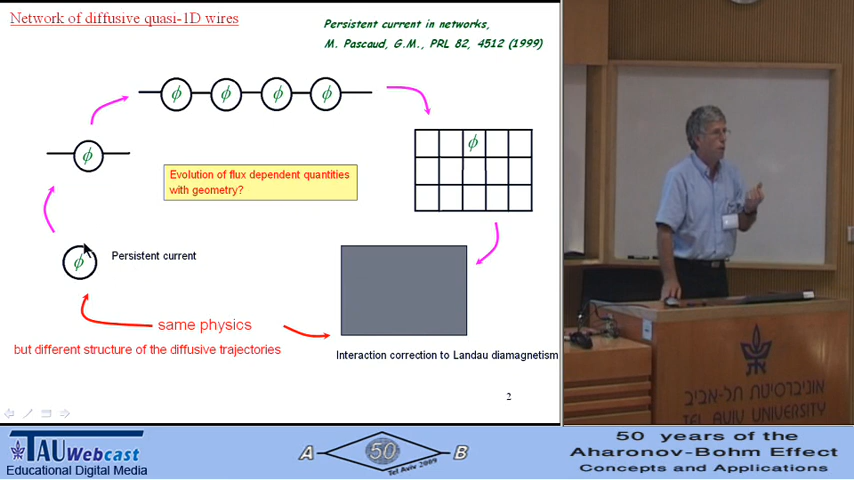 Network of diffusive quasi-1D wires
Persistent current in networks,
M. Pascaud, G.M., PRL 82, 4512 (1999)
ϕ ϕ ϕ ϕ
ϕ
ϕ
Evolution of flux dependent quantities
with geometry?
ϕ
Persistent current
same physics
but different structure of the diffusive trajectories
Interaction correction to Landau diamagnetism
2
אוניברסיטת תל-אביב
TEL AVIV UNIVERSITY
TAU Webcast
Educational Digital Media
A 50 B
Tel Aviv 2009
50 years of the
Aharonov-Bohm Effect
Concepts and Applications